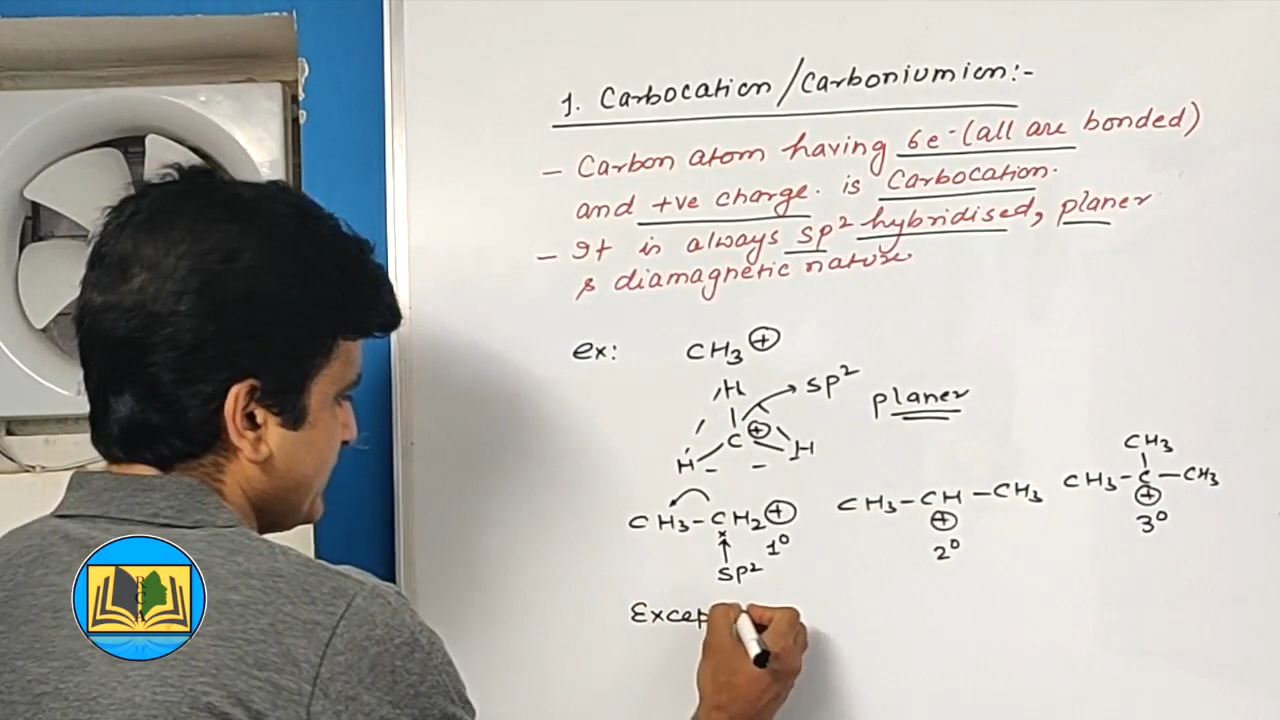 1. Carbocation/Carboniumion:-
- Carbon atom having 6e-(all are bonded)
and +ve charge. is Carbocation.
- It is always sp² hybridised, planer
& diamagnetic nature
ex: CH₃⊕
H
C⊕
H H
sp²
planer
CH₃-CH₂⊕
1°
sp²
CH₃-CH-CH₃
⊕
2°
CH₃
CH₃-C-CH₃
⊕
3°
Excep
RCA